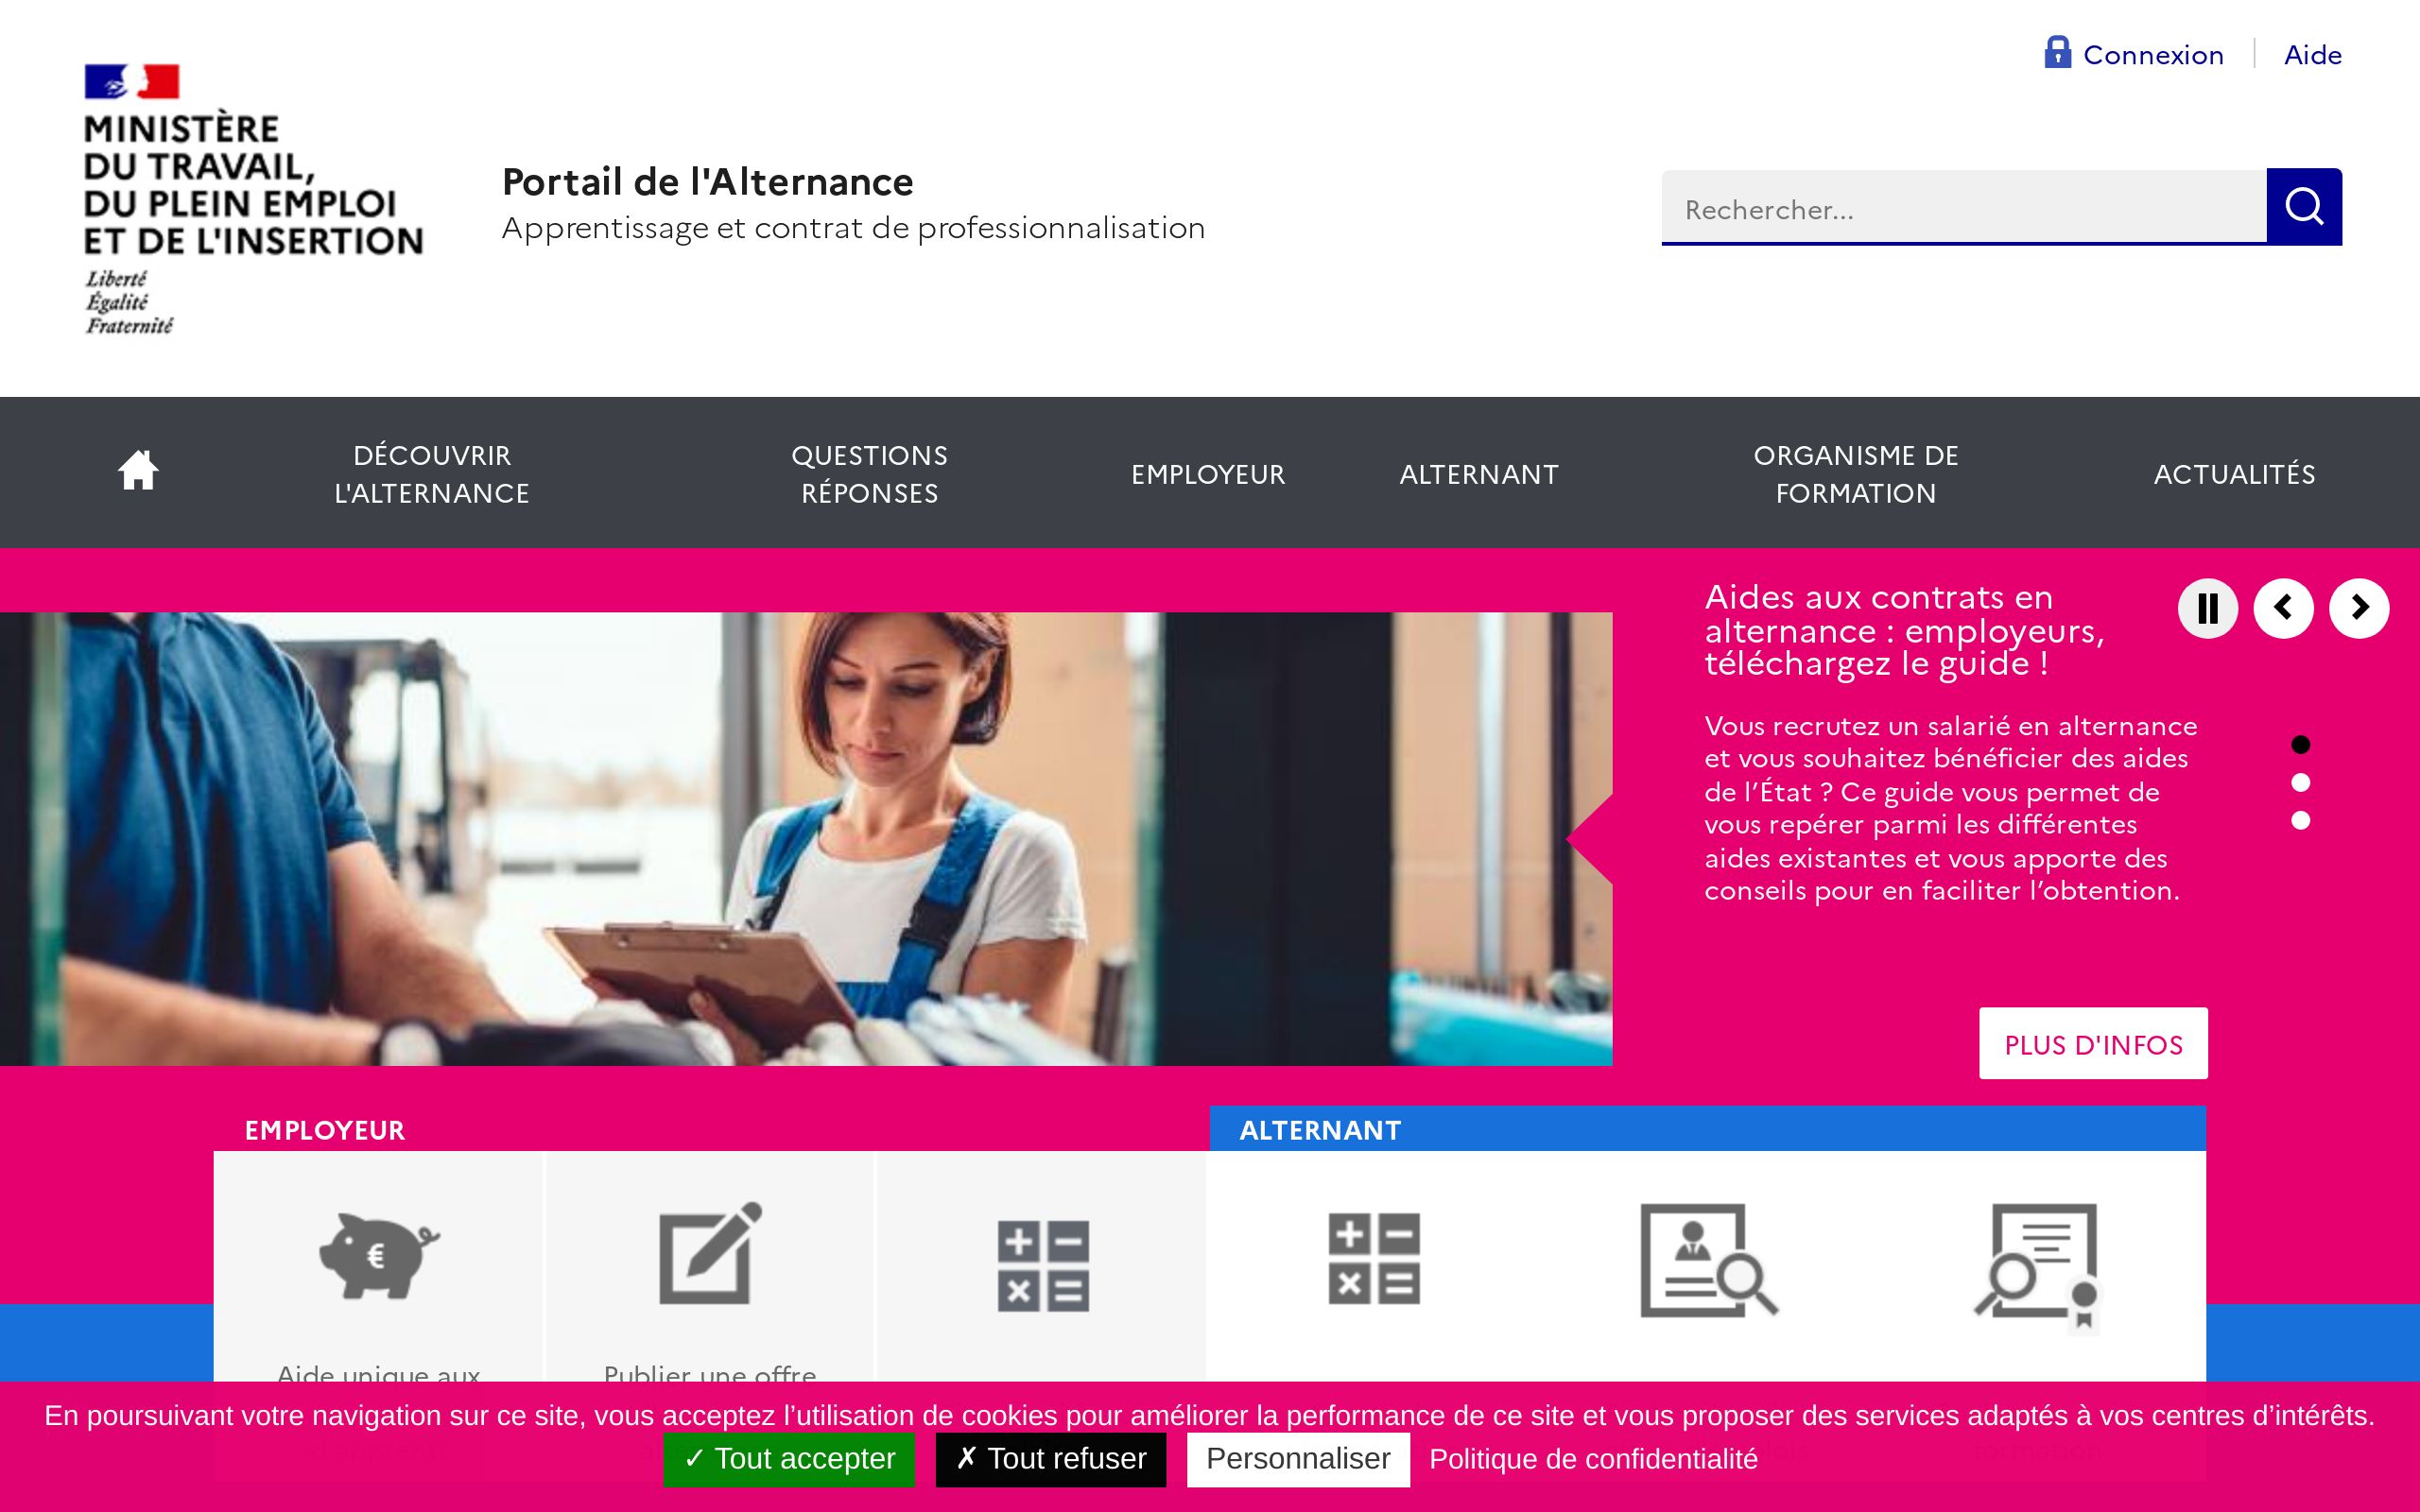 Connexion
Aide
MINISTÈRE
DU TRAVAIL,
DU PLEIN EMPLOI
ET DE L'INSERTION
Liberté
Égalité
Fraternité
Portail de l'Alternance
Apprentissage et contrat de professionnalisation
Rechercher...
DÉCOUVRIR
L'ALTERNANCE
QUESTIONS
RÉPONSES
EMPLOYEUR
ALTERNANT
ORGANISME DE
FORMATION
ACTUALITÉS
Aides aux contrats en
alternance : employeurs,
téléchargez le guide !
Vous recrutez un salarié en alternance
et vous souhaitez bénéficier des aides
de l’État ? Ce guide vous permet de
vous repérer parmi les différentes
aides existantes et vous apporte des
conseils pour en faciliter l’obtention.
PLUS D'INFOS
EMPLOYEUR
ALTERNANT
Aide unique aux
Publier une offre
En poursuivant votre navigation sur ce site, vous acceptez l’utilisation de cookies pour améliorer la performance de ce site et vous proposer des services adaptés à vos centres d’intérêts.
✓ Tout accepter
✗ Tout refuser
Personnaliser
Politique de confidentialité